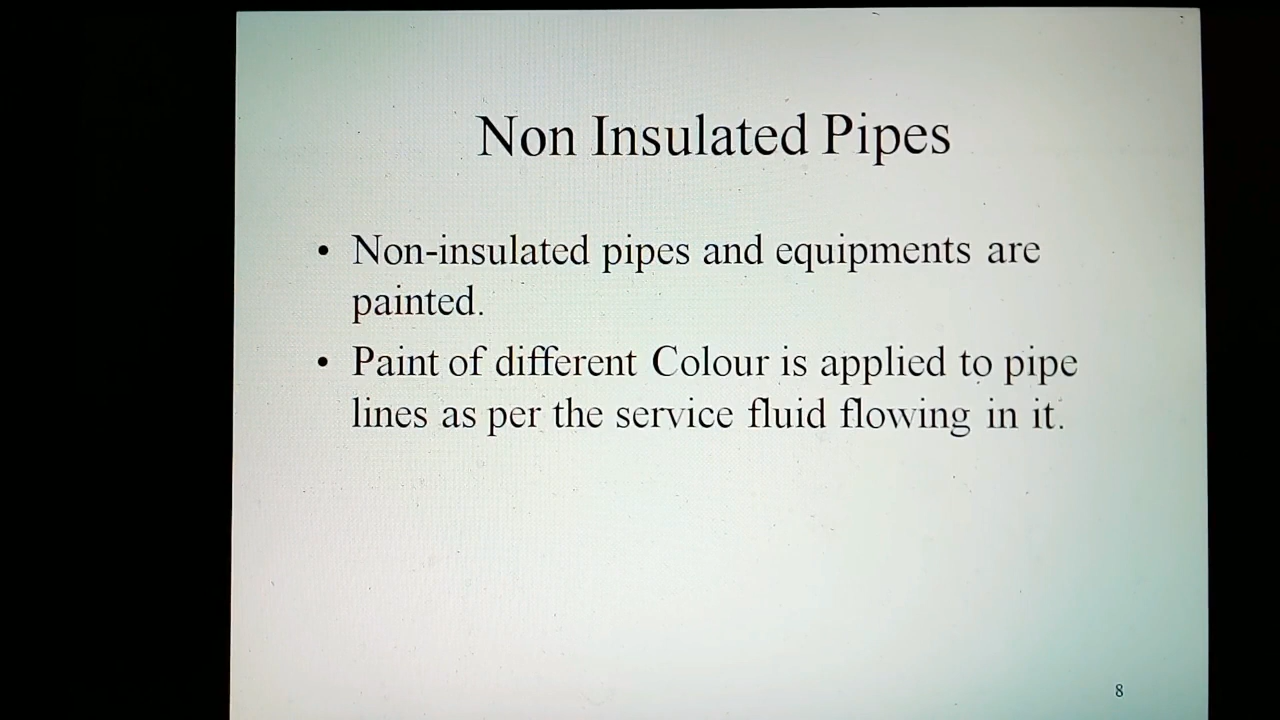 Non Insulated Pipes
• Non-insulated pipes and equipments are
painted.
• Paint of different Colour is applied to pipe
lines as per the service fluid flowing in it.
8